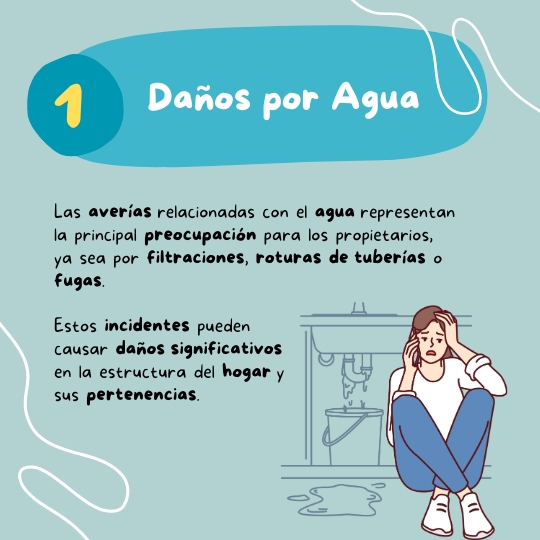 1
Daños por Agua
Las averías relacionadas con el agua representan
la principal preocupación para los propietarios,
ya sea por filtraciones, roturas de tuberías o
fugas.
Estos incidentes pueden
causar daños significativos
en la estructura del hogar y
sus pertenencias.